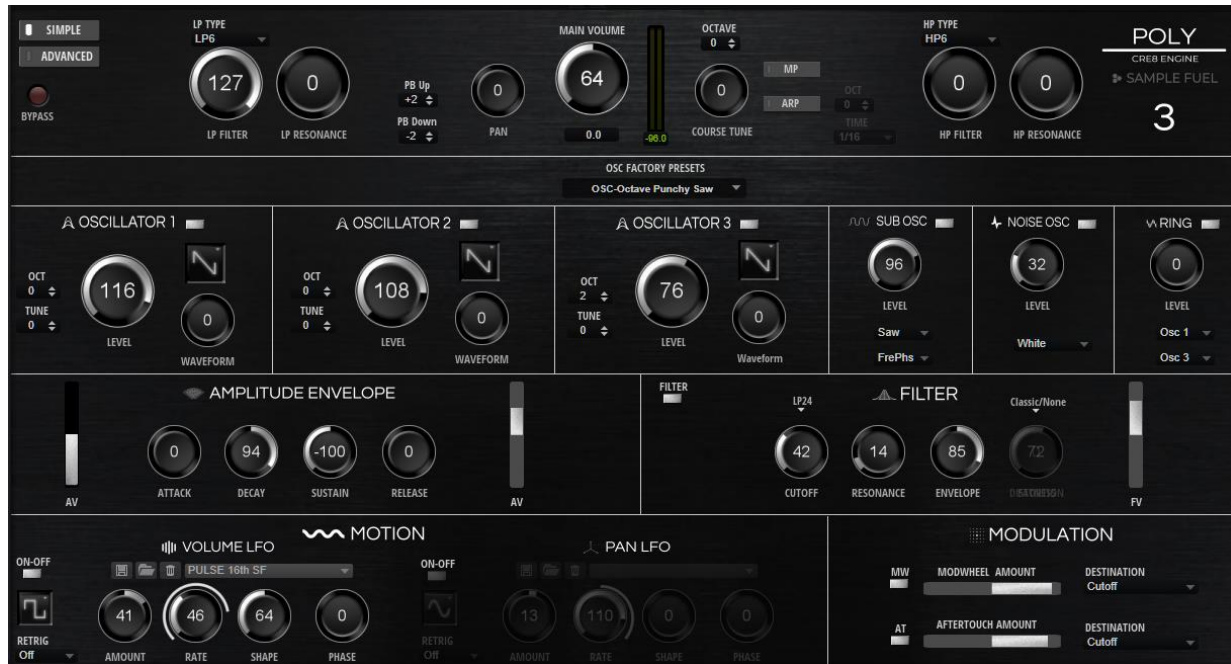 SIMPLE
ADVANCED
BYPASS
LP TYPE
LP6
127
0
LP FILTER
LP RESONANCE
PB Up
+2
PB Down
-2
0
PAN
MAIN VOLUME
64
0.0
-96.0
OCTAVE
0
0
COURSE TUNE
MP
ARP
OCT
0
TIME
1/16
HP TYPE
HP6
0
0
HP FILTER
HP RESONANCE
POLY
CRE8 ENGINE
SAMPLE FUEL
3
OSC FACTORY PRESETS
OSC-Octave Punchy Saw
OSCILLATOR 1
OCT
0
TUNE
0
116
LEVEL
0
WAVEFORM
OSCILLATOR 2
OCT
0
TUNE
0
108
LEVEL
0
WAVEFORM
OSCILLATOR 3
OCT
2
TUNE
0
76
LEVEL
0
Waveform
SUB OSC
96
LEVEL
Saw
FrePhs
NOISE OSC
32
LEVEL
White
RING
0
LEVEL
Osc 1
Osc 3
AMPLITUDE ENVELOPE
AV
0
94
-100
0
ATTACK
DECAY
SUSTAIN
RELEASE
AV
FILTER
FILTER
LP24
Classic/None
42
14
85
CUTOFF
RESONANCE
ENVELOPE
FV
MOTION
VOLUME LFO
ON-OFF
PULSE 16th SF
RETRIG
Off
41
46
64
0
AMOUNT
RATE
SHAPE
PHASE
PAN LFO
ON-OFF
RETRIG
Off
13
110
0
0
AMOUNT
RATE
SHAPE
PHASE
MODULATION
MW
MODWHEEL AMOUNT
DESTINATION
Cutoff
AT
AFTERTOUCH AMOUNT
DESTINATION
Cutoff